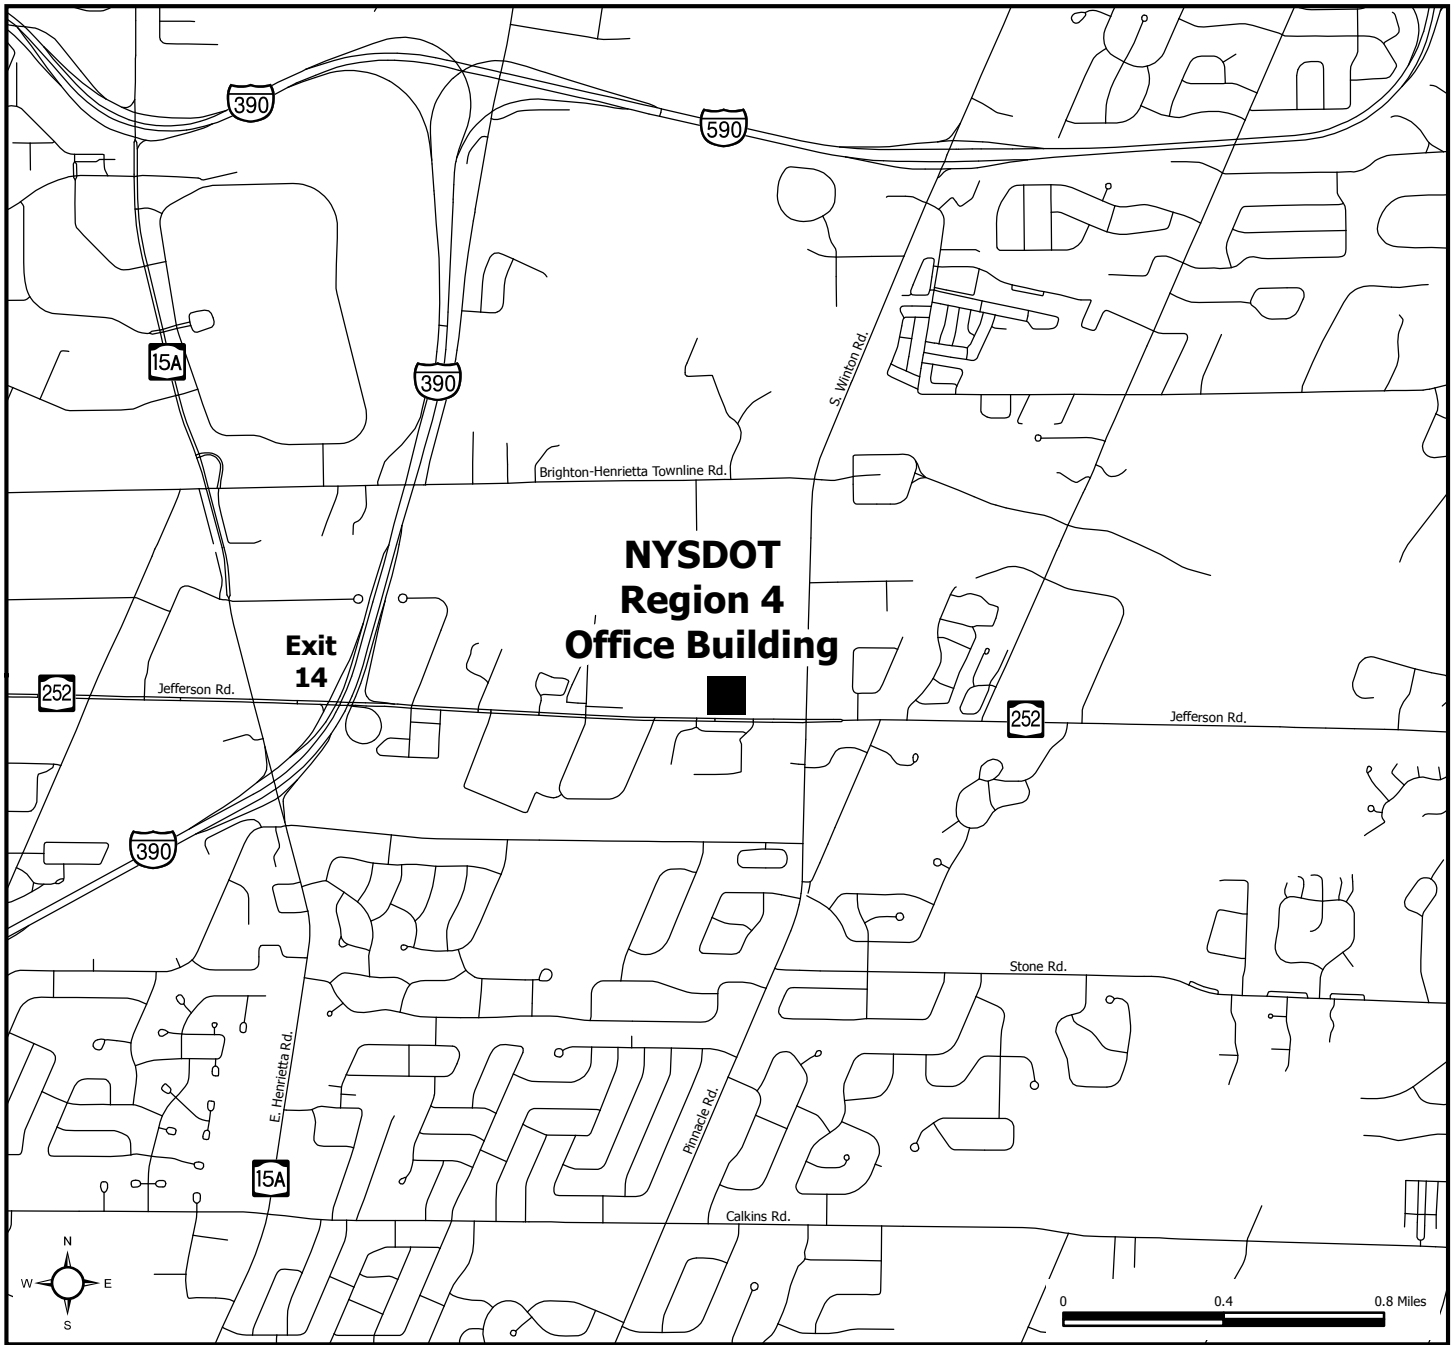 390
590
15A
390
S. Winton Rd.
Brighton-Henrietta Townline Rd.
NYSDOT
Region 4
Office Building
Exit
14
252
Jefferson Rd.
252
Jefferson Rd.
390
Stone Rd.
E. Henrietta Rd.
Pinnacle Rd.
15A
Calkins Rd.
N
W
E
S
0
0.4
0.8 Miles